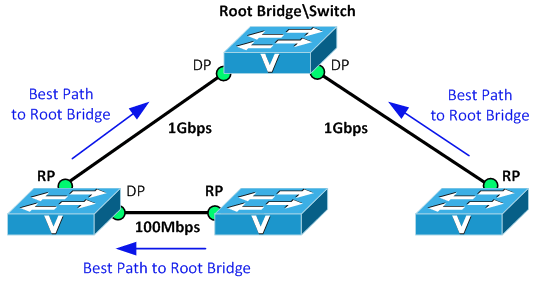 Root Bridge\Switch
DP
DP
Best Path
to Root Bridge
Best Path
to Root Bridge
1Gbps
1Gbps
RP
DP
RP
RP
V
V
V
V
100Mbps
Best Path to Root Bridge